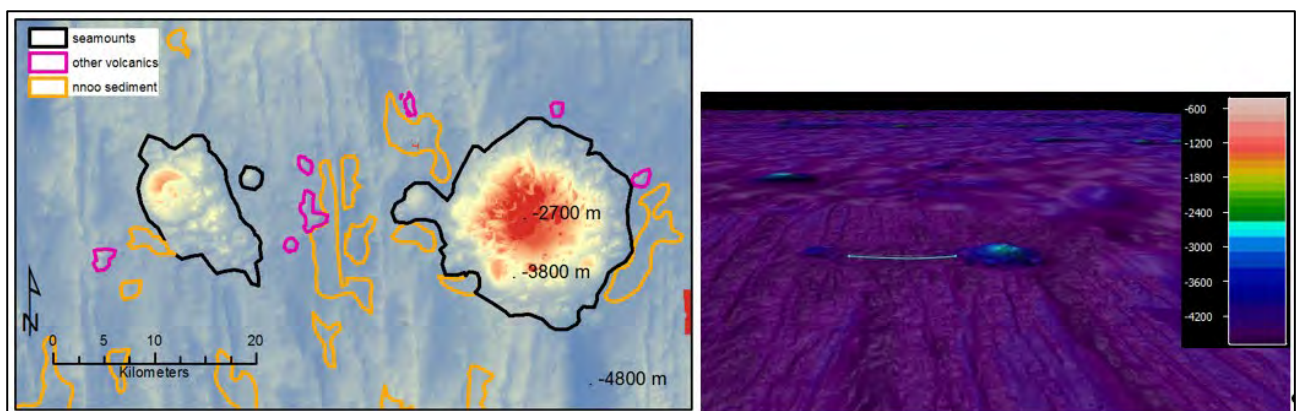 seamounts
other volcanics
nnoo sediment
-2700 m
-3800 m
-4800 m
N
0 5 10 20
Kilometers
-600
-1200
-1800
-2400
-3000
-3600
-4200